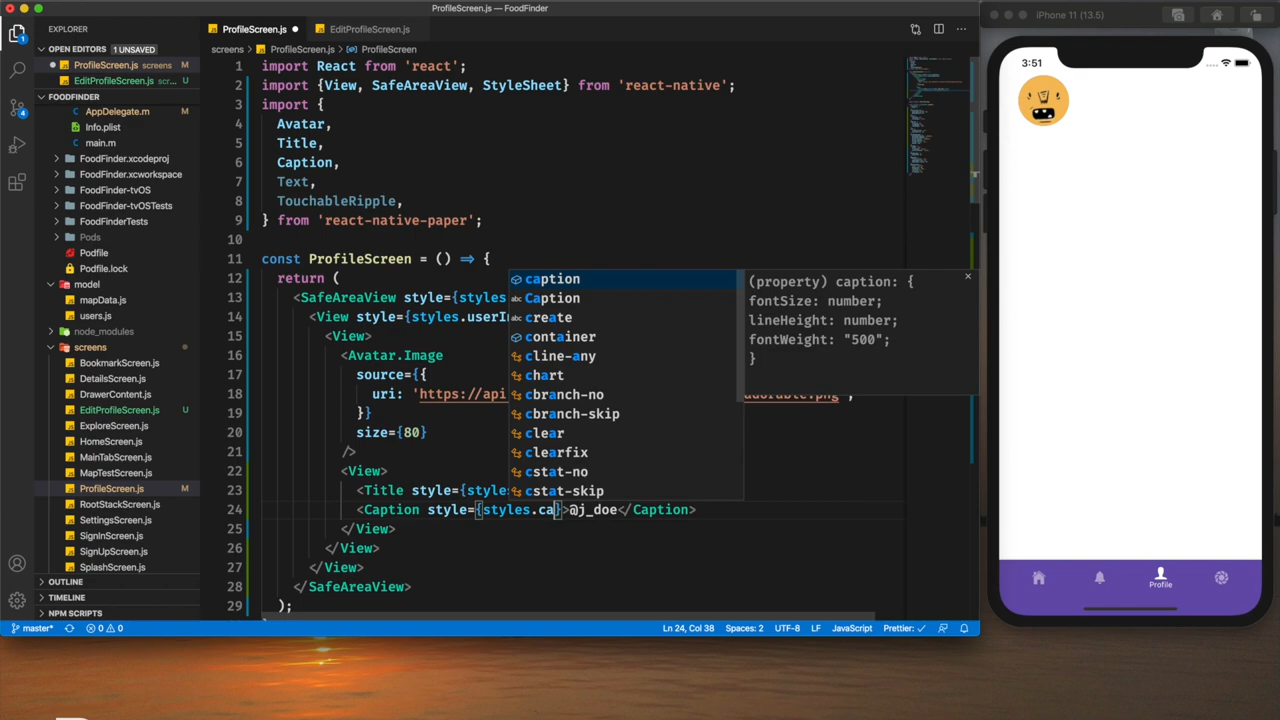 ProfileScreen.js — FoodFinder
EXPLORER
OPEN EDITORS 1 UNSAVED
ProfileScreen.js screens M
EditProfileScreen.js scr... U
FOODFINDER
AppDelegate.m M
Info.plist
main.m
FoodFinder.xcodeproj
FoodFinder.xcworkspace
FoodFinder-tvOS
FoodFinder-tvOSTests
FoodFinderTests
Pods
Podfile
Podfile.lock
model
mapData.js
users.js
node_modules
screens
BookmarkScreen.js
DetailsScreen.js
DrawerContent.js
EditProfileScreen.js U
ExploreScreen.js
HomeScreen.js
MainTabScreen.js
MapTestScreen.js
ProfileScreen.js M
RootStackScreen.js
SettingsScreen.js
SignInScreen.js
SignUpScreen.js
SplashScreen.js
OUTLINE
TIMELINE
NPM SCRIPTS
1
4
ProfileScreen.js
EditProfileScreen.js
screens > ProfileScreen.js > ProfileScreen
1 import React from 'react';
2 import {View, SafeAreaView, StyleSheet} from 'react-native';
3 import {
4 Avatar,
5 Title,
6 Caption,
7 Text,
8 TouchableRipple,
9 } from 'react-native-paper';
10
11 const ProfileScreen = () => {
12 return (
13 <SafeAreaView style={styles
14 <View style={styles.userIn
15 <View>
16 <Avatar.Image
17 source={{
18 uri: 'https://api adorable.png',
19 }}
20 size={80}
21 />
22 <View>
23 <Title style={style
24 <Caption style={styles.ca}>@j_doe</Caption>
25 </View>
26 </View>
27 </View>
28 </SafeAreaView>
29 );
caption
Caption
create
container
cline-any
chart
cbranch-no
cbranch-skip
clear
clearfix
cstat-no
cstat-skip
(property) caption: {
fontSize: number;
lineHeight: number;
fontWeight: "500";
}
master* 0 0
Ln 24, Col 38 Spaces: 2 UTF-8 LF JavaScript Prettier: ✓
iPhone 11 (13.5)
3:51
Profile